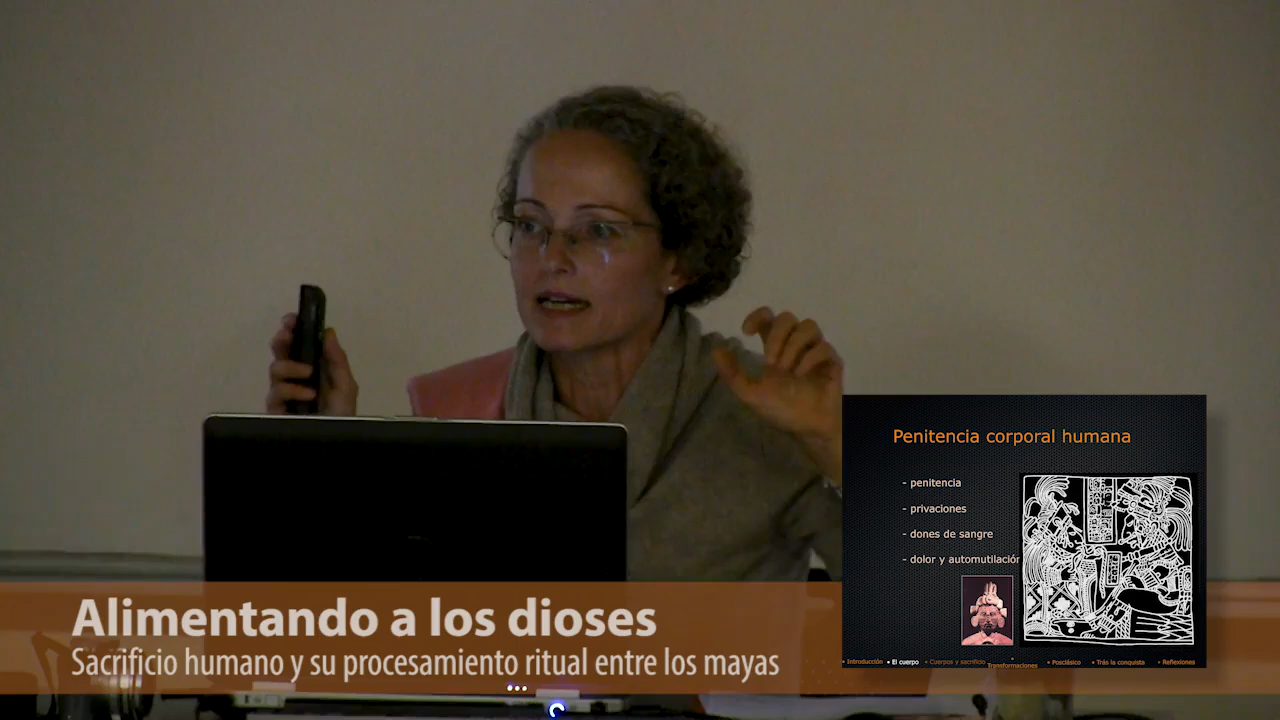 Penitencia corporal humana
- penitencia
- privaciones
- dones de sangre
- dolor y automutilación
• Introducción • El cuerpo • Cuerpos y sacrificio • Transformaciones • Posclásico • Trás la conquista • Reflexiones
Alimentando a los dioses
Sacrificio humano y su procesamiento ritual entre los mayas